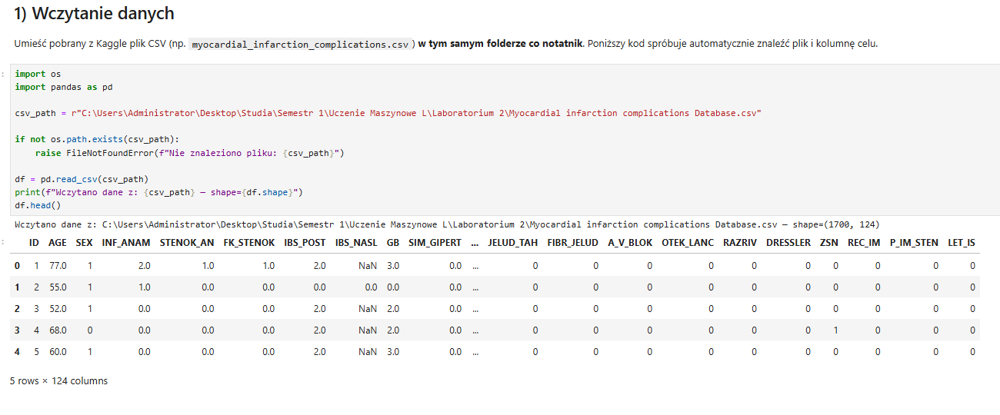 1) Wczytanie danych
Umieść pobrany z Kaggle plik CSV (np. myocardial_infarction_complications.csv) w tym samym folderze co notatnik. Poniższy kod spróbuje automatycznie znaleźć plik i kolumnę celu.
:
import os
import pandas as pd
csv_path = r"C:\Users\Administrator\Desktop\Studia\Semestr 1\Uczenie Maszynowe L\Laboratorium 2\Myocardial infarction complications Database.csv"
if not os.path.exists(csv_path):
    raise FileNotFoundError(f"Nie znaleziono pliku: {csv_path}")
df = pd.read_csv(csv_path)
print(f"Wczytano dane z: {csv_path} — shape={df.shape}")
df.head()
Wczytano dane z: C:\Users\Administrator\Desktop\Studia\Semestr 1\Uczenie Maszynowe L\Laboratorium 2\Myocardial infarction complications Database.csv — shape=(1700, 124)
:
ID AGE SEX INF_ANAM STENOK_AN FK_STENOK IBS_POST IBS_NASL GB SIM_GIPERT ... JELUD_TAH FIBR_JELUD A_V_BLOK OTEK_LANC RAZRIV DRESSLER ZSN REC_IM P_IM_STEN LET_IS
0 1 77.0 1 2.0 1.0 1.0 2.0 NaN 3.0 0.0 ... 0 0 0 0 0 0 0 0 0 0
1 2 55.0 1 1.0 0.0 0.0 0.0 0.0 0.0 0.0 ... 0 0 0 0 0 0 0 0 0 0
2 3 52.0 1 0.0 0.0 0.0 2.0 NaN 2.0 0.0 ... 0 0 0 0 0 0 0 0 0 0
3 4 68.0 0 0.0 0.0 0.0 2.0 NaN 2.0 0.0 ... 0 0 0 0 0 0 1 0 0 0
4 5 60.0 1 0.0 0.0 0.0 2.0 NaN 3.0 0.0 ... 0 0 0 0 0 0 0 0 0 0
5 rows × 124 columns